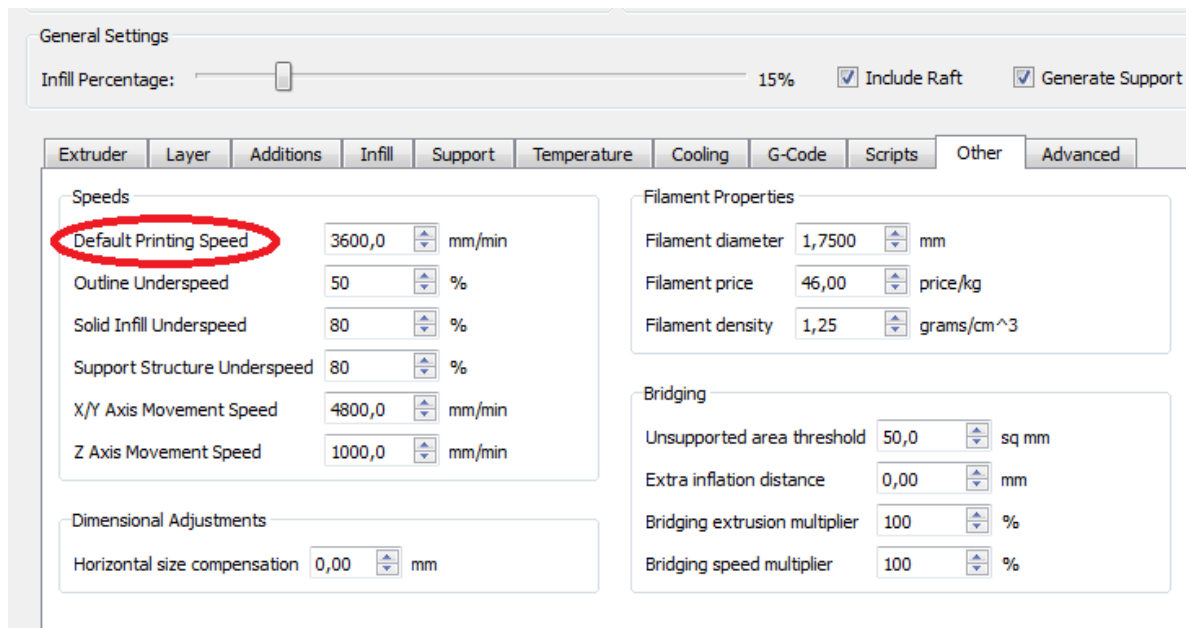 General Settings
Infill Percentage: 15% Include Raft Generate Support
Extruder Layer Additions Infill Support Temperature Cooling G-Code Scripts Other Advanced
Speeds
Default Printing Speed 3600,0 mm/min
Outline Underspeed 50 %
Solid Infill Underspeed 80 %
Support Structure Underspeed 80 %
X/Y Axis Movement Speed 4800,0 mm/min
Z Axis Movement Speed 1000,0 mm/min
Dimensional Adjustments
Horizontal size compensation 0,00 mm
Filament Properties
Filament diameter 1,7500 mm
Filament price 46,00 price/kg
Filament density 1,25 grams/cm^3
Bridging
Unsupported area threshold 50,0 sq mm
Extra inflation distance 0,00 mm
Bridging extrusion multiplier 100 %
Bridging speed multiplier 100 %